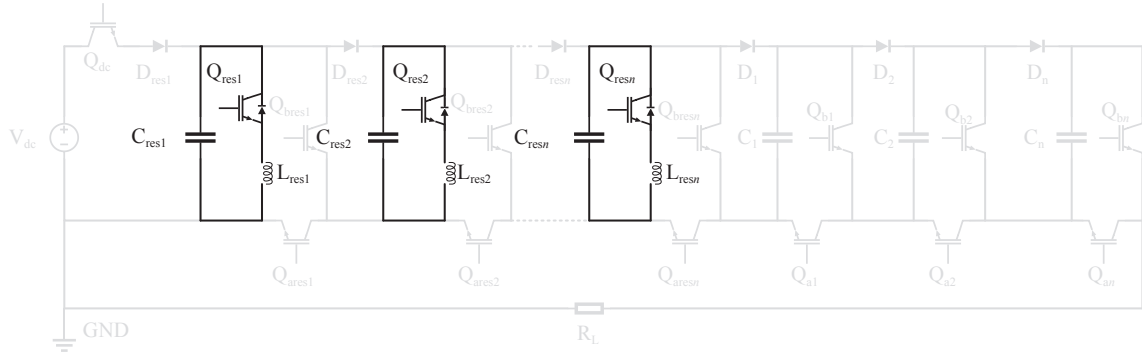 Q_dc
D_res1
Q_res1
D_res2
Q_res2
D_resn
Q_resn
D_1
D_2
D_n
Q_bres1
Q_bres2
Q_bresn
Q_b1
Q_b2
Q_bn
V_dc
+
-
C_res1
C_res2
C_resn
C_1
C_2
C_n
L_res1
L_res2
L_resn
Q_ares1
Q_ares2
Q_aresn
Q_a1
Q_a2
Q_an
GND
R_L